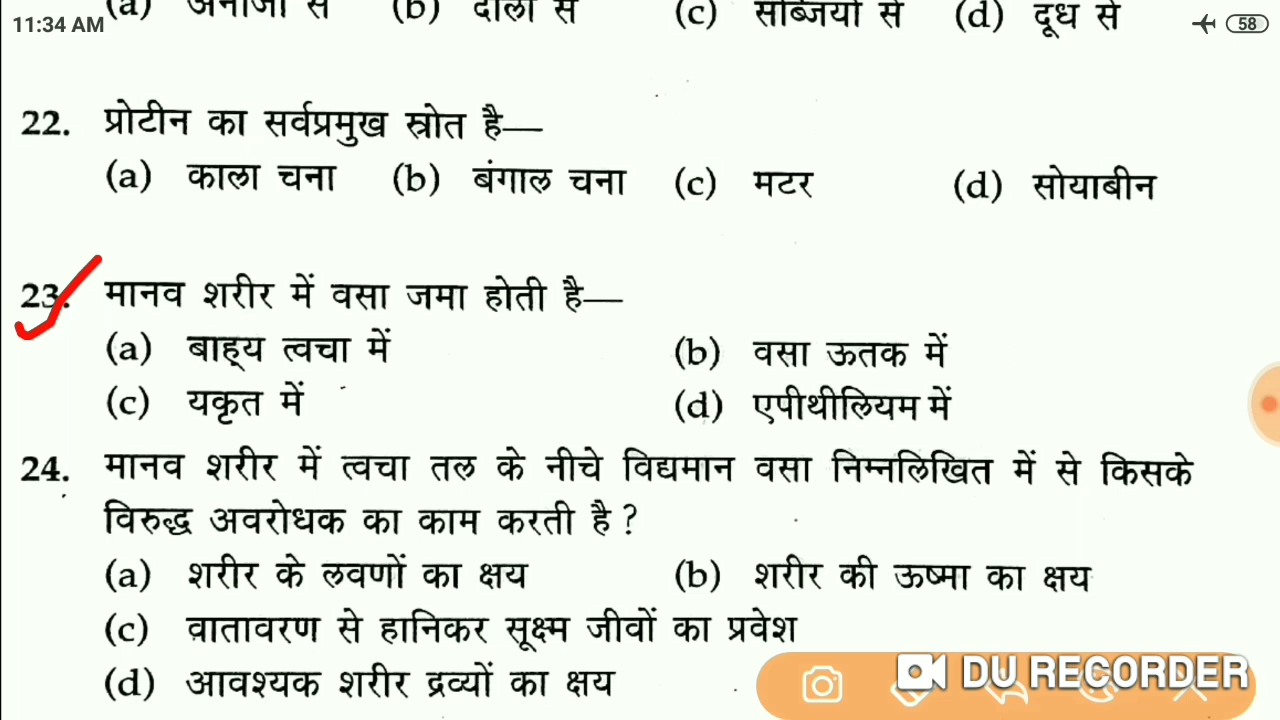 (a) अनाजों से (b) दालों से (c) सब्जियों से (d) दूध से
11:34 AM 58
22. प्रोटीन का सर्वप्रमुख स्रोत है—
(a) काला चना (b) बंगाल चना (c) मटर (d) सोयाबीन
23. मानव शरीर में वसा जमा होती है—
(a) बाह्य त्वचा में (b) वसा ऊतक में
(c) यकृत में (d) एपीथीलियम में
24. मानव शरीर में त्वचा तल के नीचे विद्यमान वसा निम्नलिखित में से किसके
विरुद्ध अवरोधक का काम करती है ?
(a) शरीर के लवणों का क्षय (b) शरीर की ऊष्मा का क्षय
(c) वातावरण से हानिकर सूक्ष्म जीवों का प्रवेश
(d) आवश्यक शरीर द्रव्यों का क्षय
DU RECORDER